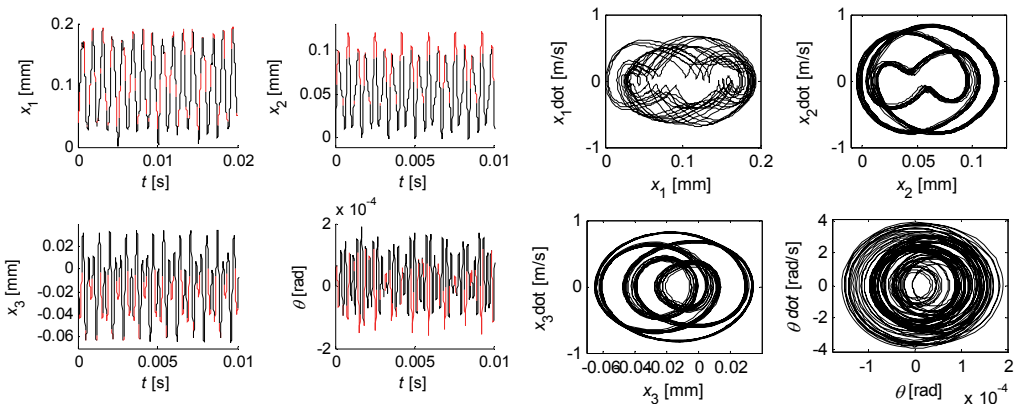 0.2
0.1
0
x1 [mm]
0 0.01 0.02
t [s]
0.1
0.05
0
x2 [mm]
0 0.005 0.01
t [s]
1
0
-1
x1dot [m/s]
0 0.1 0.2
x1 [mm]
1
0
-1
x2dot [m/s]
0 0.05 0.1
x2 [mm]
0.02
0
-0.02
-0.04
-0.06
x3 [mm]
0 0.005 0.01
t [s]
x 10-4
2
0
-2
θ [rad]
0 0.005 0.01
t [s]
1
0
-1
x3dot [m/s]
-0.06-0.04-0.02 0 0.02
x3 [mm]
4
2
0
-2
-4
θ dot [rad/s]
-1 0 1 2
θ [rad]
x 10-4